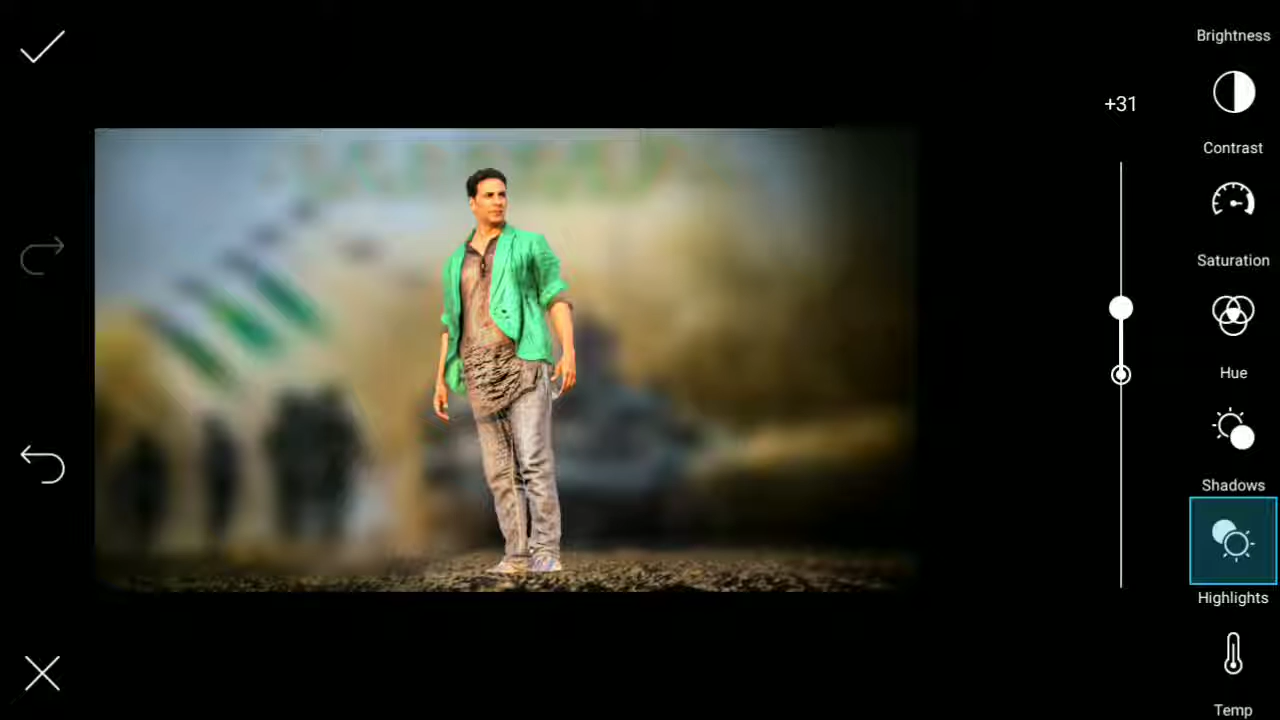 +31
Brightness
Contrast
Saturation
Hue
Shadows
Highlights
Temp